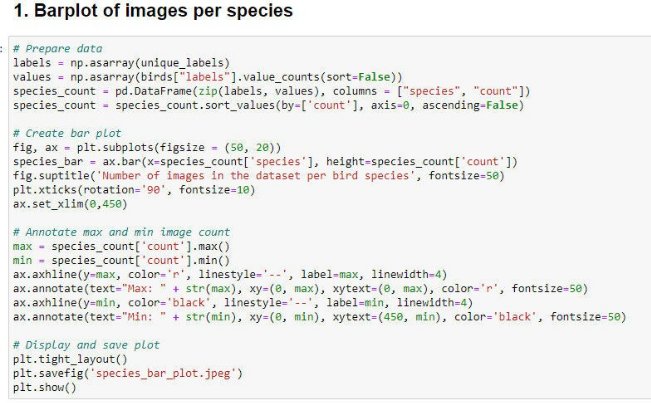 1. Barplot of images per species
# Prepare data
labels = np.asarray(unique_labels)
values = np.asarray(birds["labels"].value_counts(sort=False))
species_count = pd.DataFrame(zip(labels, values), columns = ["species", "count"])
species_count = species_count.sort_values(by=['count'], axis=0, ascending=False)
# Create bar plot
fig, ax = plt.subplots(figsize = (50, 20))
species_bar = ax.bar(x=species_count['species'], height=species_count['count'])
fig.suptitle('Number of images in the dataset per bird species', fontsize=50)
plt.xticks(rotation='90', fontsize=10)
ax.set_xlim(0,450)
# Annotate max and min image count
max = species_count['count'].max()
min = species_count['count'].min()
ax.axhline(y=max, color='r', linestyle='--', label=max, linewidth=4)
ax.annotate(text="Max: " + str(max), xy=(0, max), xytext=(0, max), color='r', fontsize=50)
ax.axhline(y=min, color='black', linestyle='--', label=min, linewidth=4)
ax.annotate(text="Min: " + str(min), xy=(0, min), xytext=(450, min), color='black', fontsize=50)
# Display and save plot
plt.tight_layout()
plt.savefig('species_bar_plot.jpeg')
plt.show()